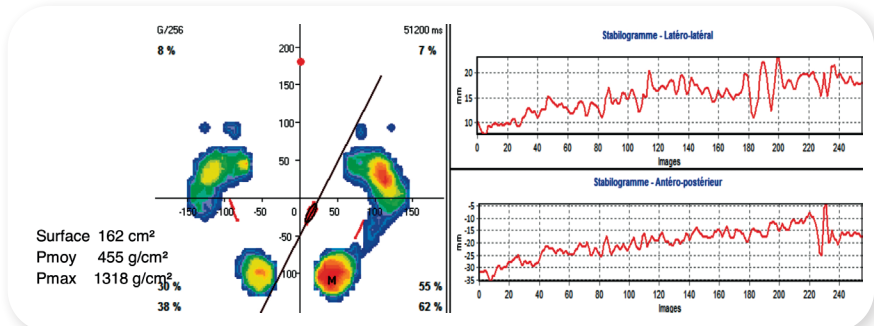 G/256
51200 ms
8 %
7 %
200
150
100
50
0
-150
-100
-50
0
50
100
150
-50
100
M
Surface 162 cm²
Pmoy 455 g/cm²
Pmax 1318 g/cm²
30 %
55 %
38 %
62 %
Stabilogramme - Latéro-latéral
mm
20
15
10
0 20 40 60 80 100 120 140 160 180 200 220 240
Images
Stabilogramme - Antéro-postérieur
mm
-5
-10
-15
-20
-25
-30
-35
0 20 40 60 80 100 120 140 160 180 200 220 240
Images